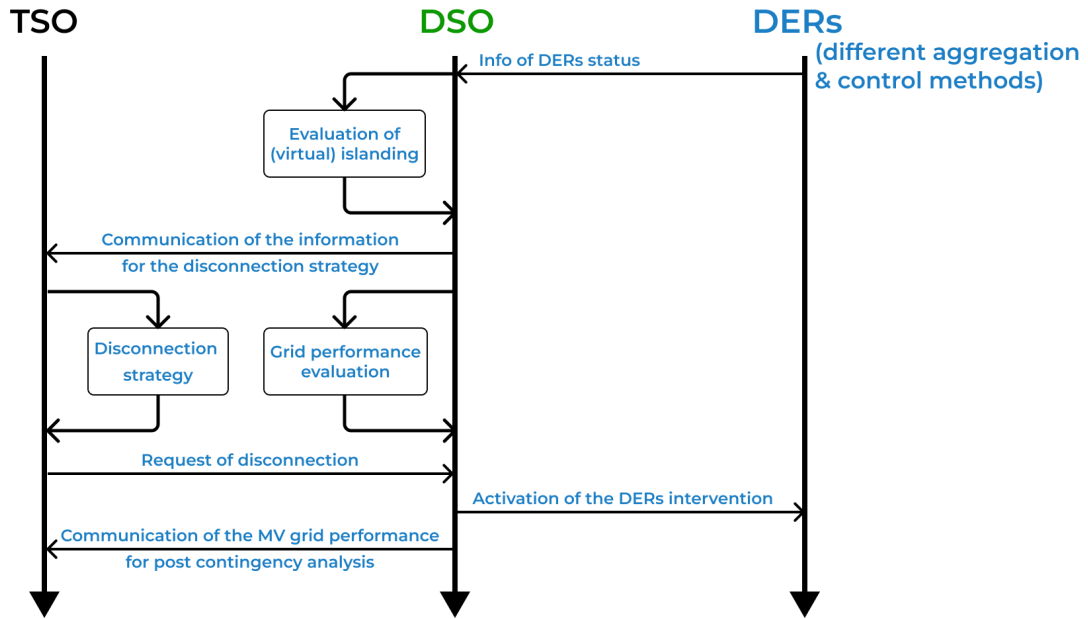 TSO
DSO
DERs
(different aggregation
& control methods)
Info of DERs status
Evaluation of
(virtual) islanding
Communication of the information
for the disconnection strategy
Disconnection
strategy
Grid performance
evaluation
Request of disconnection
Activation of the DERs intervention
Communication of the MV grid performance
for post contingency analysis